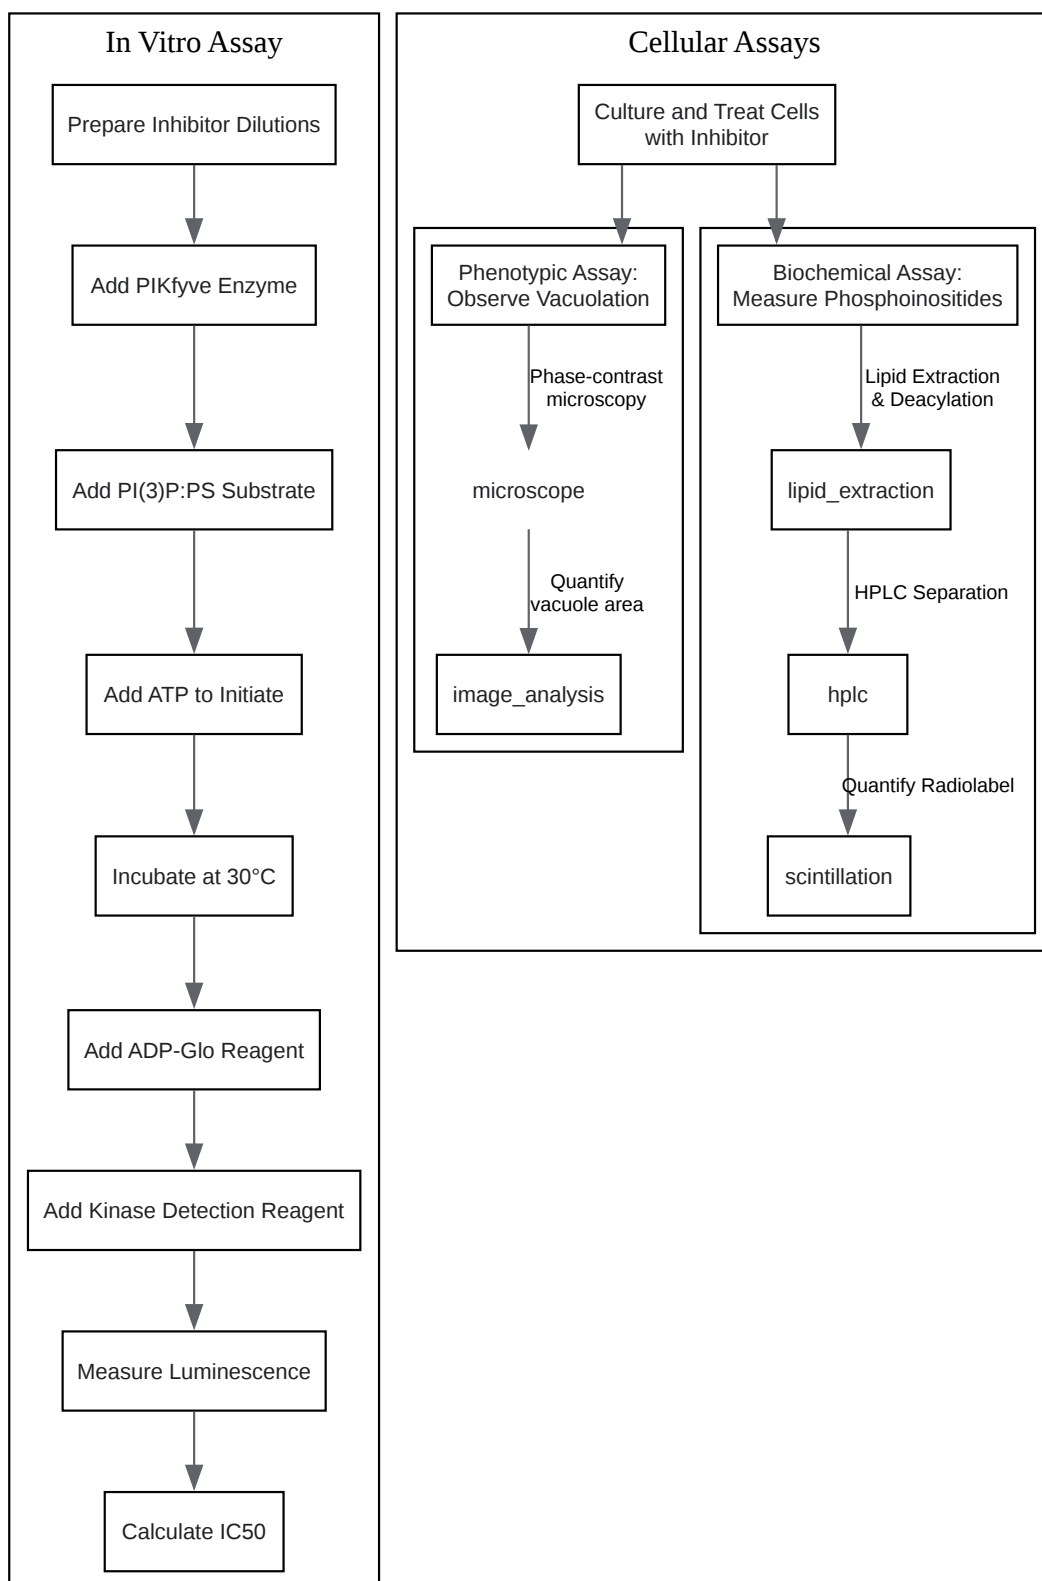 In Vitro Assay
Prepare Inhibitor Dilutions
Add PIKfyve Enzyme
Add PI(3)P:PS Substrate
Add ATP to Initiate
Incubate at 30°C
Add ADP-Glo Reagent
Add Kinase Detection Reagent
Measure Luminescence
Calculate IC50
Cellular Assays
Culture and Treat Cells
with Inhibitor
Phenotypic Assay:
Observe Vacuolation
Phase-contrast
microscopy
microscope
Quantify
vacuole area
image_analysis
Biochemical Assay:
Measure Phosphoinositides
Lipid Extraction
& Deacylation
lipid_extraction
HPLC Separation
hplc
Quantify Radiolabel
scintillation